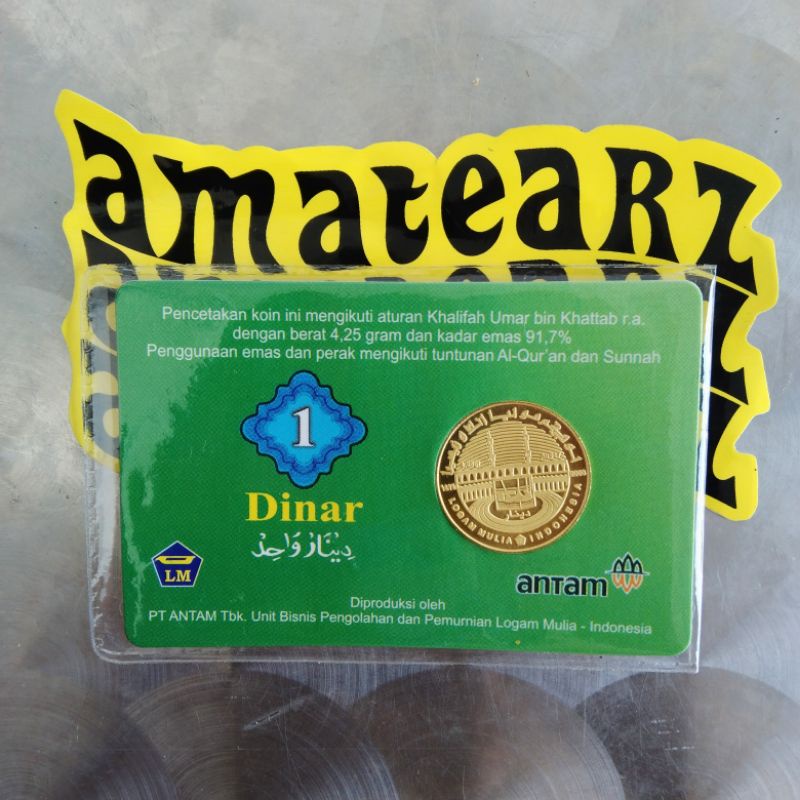 amatearz
Pencetakan koin ini mengikuti aturan Khalifah Umar bin Khattab r.a.
dengan berat 4,25 gram dan kadar emas 91,7%
Penggunaan emas dan perak mengikuti tuntunan Al-Qur'an dan Sunnah
1
Dinar
دِيْنَارٌ وَاحِدٌ
LOGAM MULIA INDONESIA
دينار
LM
antam
Diproduksi oleh
PT ANTAM Tbk. Unit Bisnis Pengolahan dan Pemurnian Logam Mulia - Indonesia